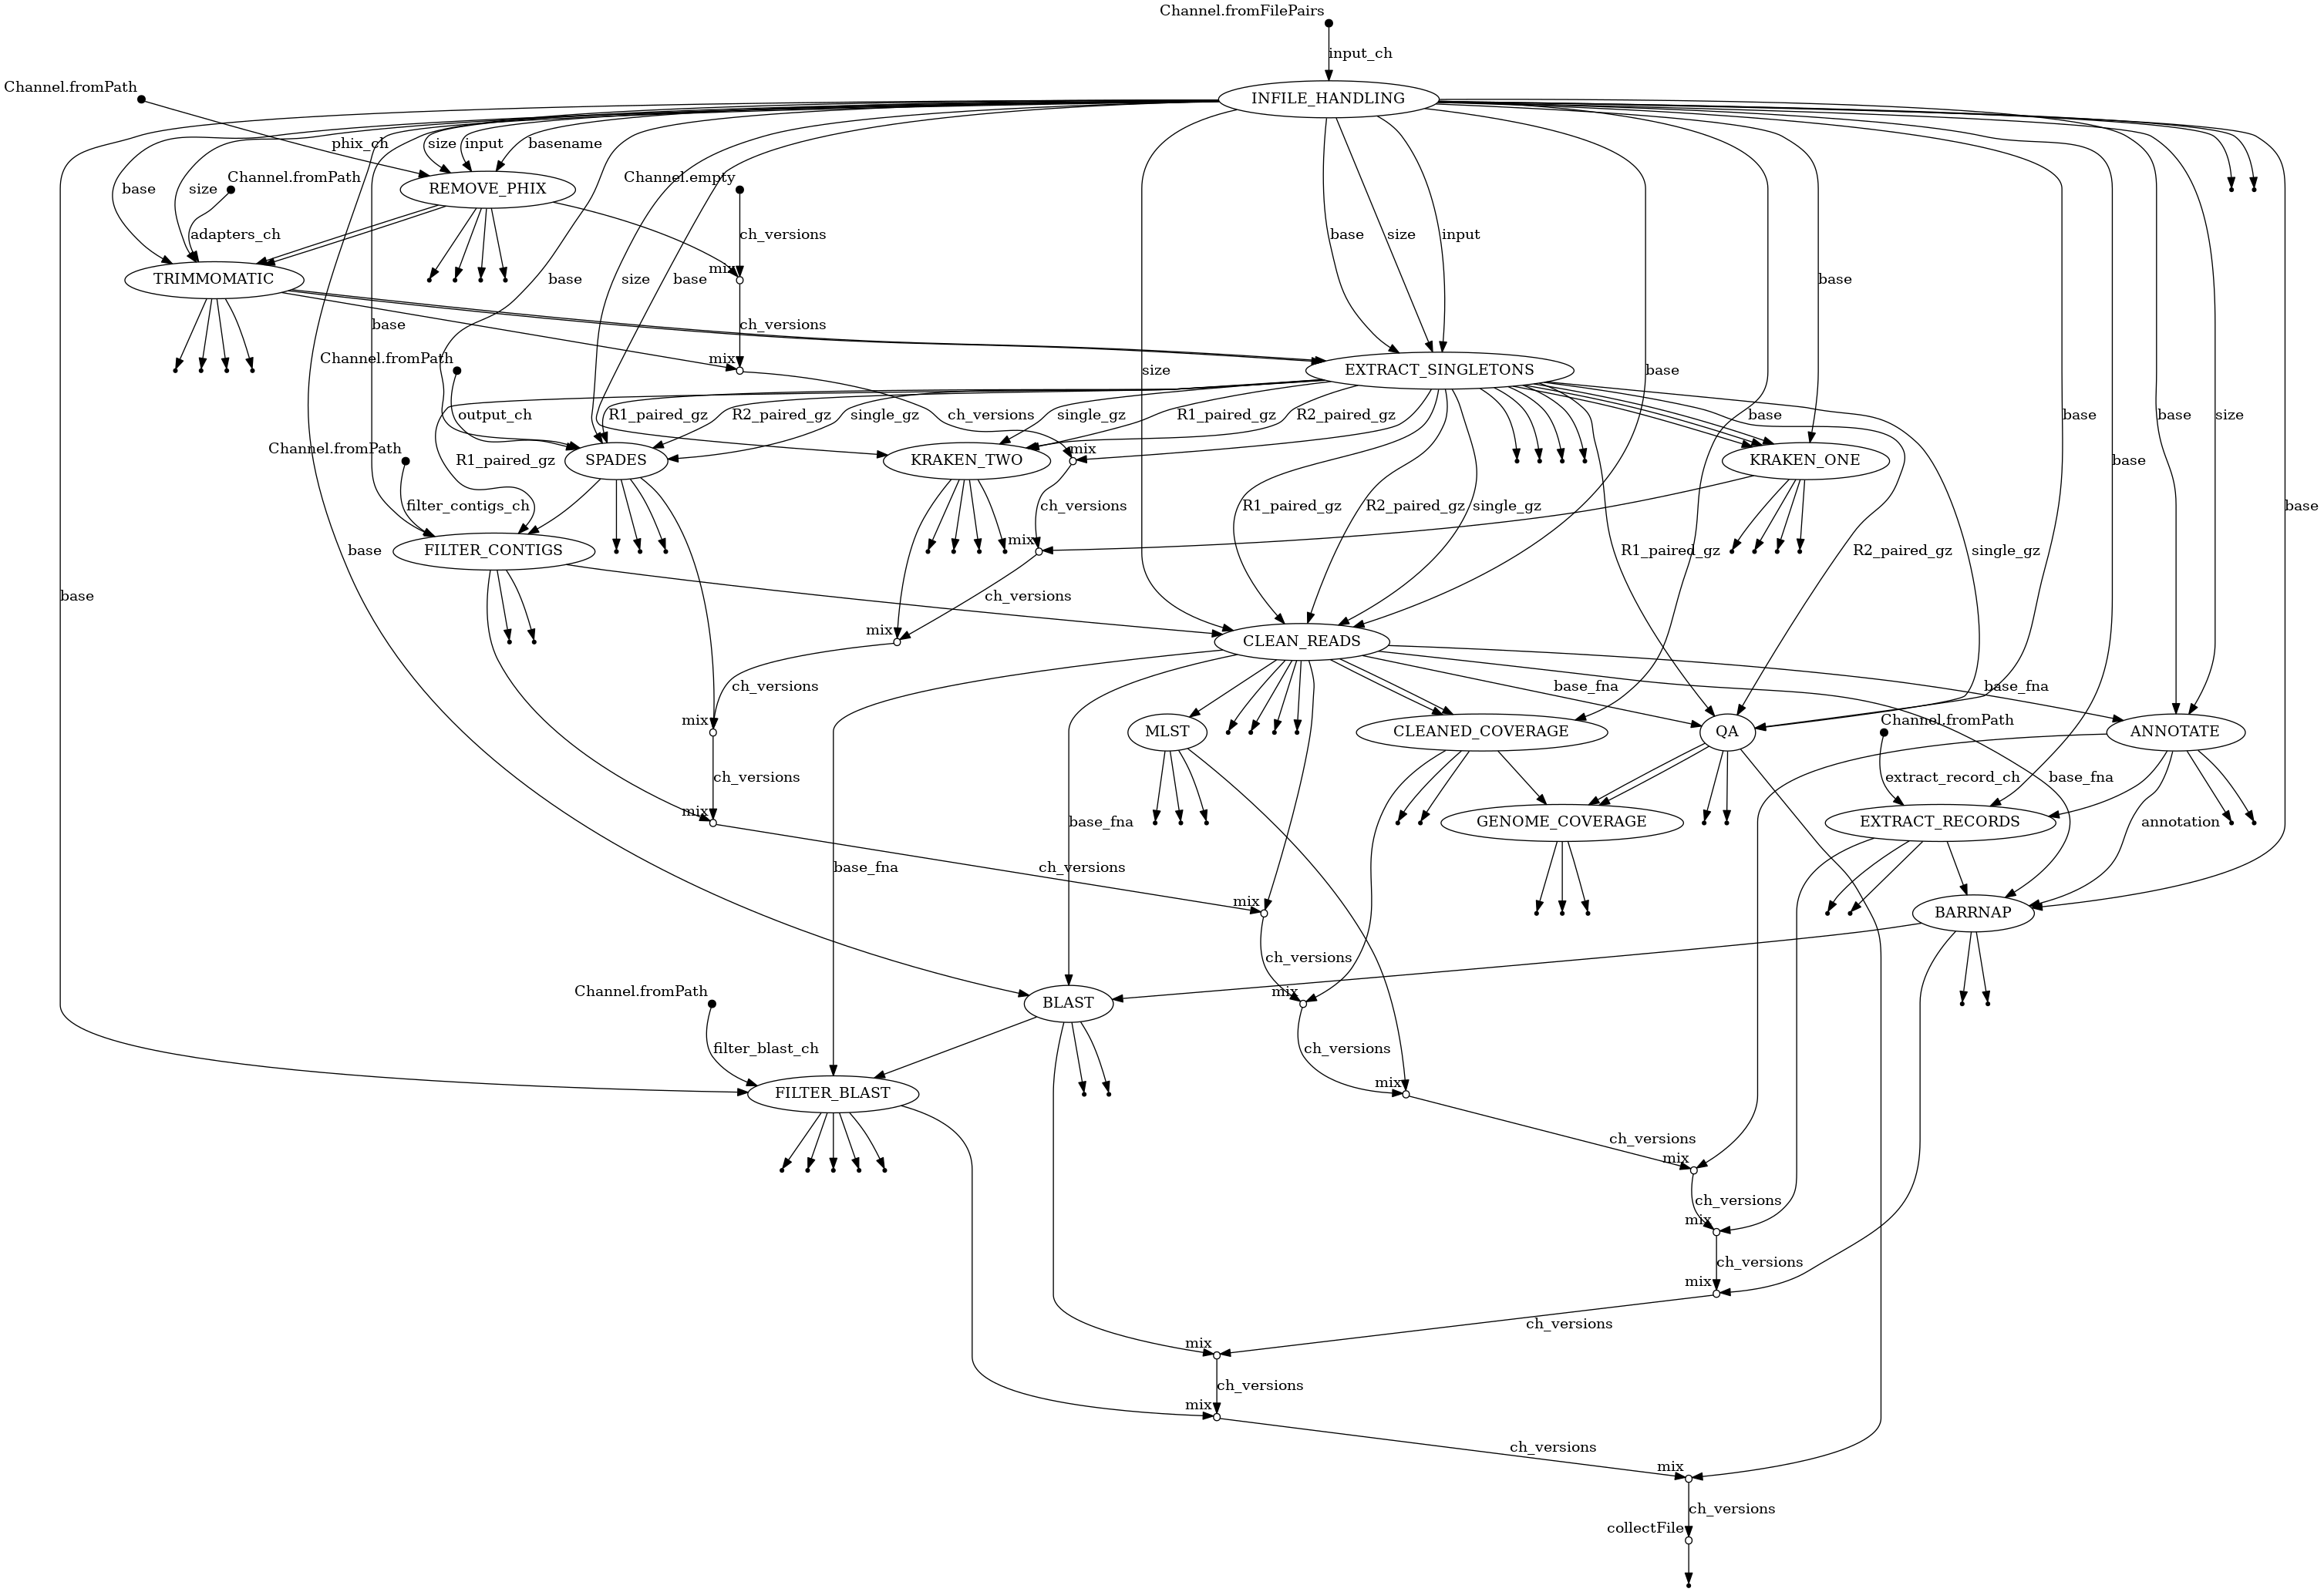 Channel.fromFilePairs
input_ch
Channel.fromPath
INFILE_HANDLING
phix_ch
size
input
basename
Channel.fromPath
base
size
REMOVE_PHIX
Channel.empty
adapters_ch
ch_versions
base
size
input
TRIMMOMATIC
mix
base
size
base
base
ch_versions
base
Channel.fromPath
mix
EXTRACT_SINGLETONS
size
base
output_ch
R1_paired_gz
R2_paired_gz
single_gz
ch_versions
single_gz
R1_paired_gz
R2_paired_gz
base
base
base
size
Channel.fromPath
R1_paired_gz
SPADES
KRAKEN_TWO
mix
KRAKEN_ONE
base
filter_contigs_ch
ch_versions
R1_paired_gz
R2_paired_gz
single_gz
base
FILTER_CONTIGS
mix
R1_paired_gz
R2_paired_gz
single_gz
base
base
ch_versions
mix
CLEAN_READS
ch_versions
base_fna
base_fna
mix
MLST
CLEANED_COVERAGE
QA
Channel.fromPath
ANNOTATE
ch_versions
extract_record_ch
base_fna
mix
base_fna
GENOME_COVERAGE
EXTRACT_RECORDS
annotation
base_fna
ch_versions
mix
BARRNAP
ch_versions
Channel.fromPath
mix
BLAST
filter_blast_ch
ch_versions
FILTER_BLAST
mix
ch_versions
mix
ch_versions
mix
ch_versions
mix
ch_versions
mix
ch_versions
mix
ch_versions
mix
ch_versions
collectFile